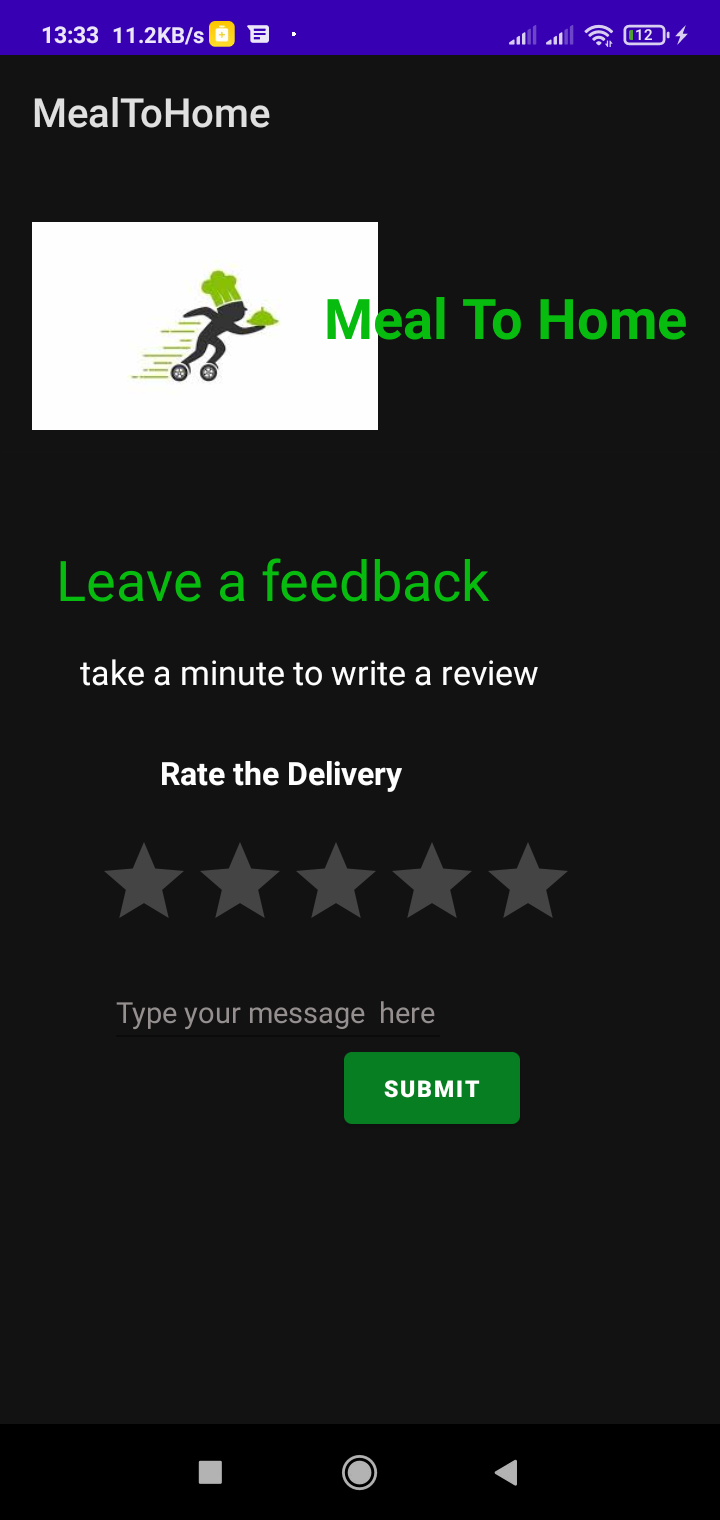 13:33 11.2KB/s 12
MealToHome
Meal To Home
Leave a feedback
take a minute to write a review
Rate the Delivery
Type your message  here
SUBMIT